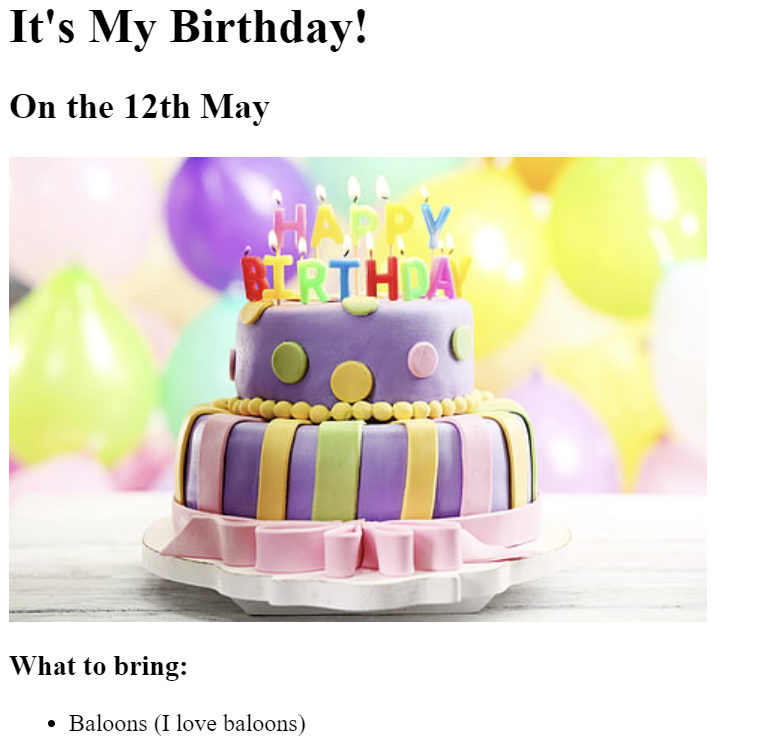 It's My Birthday!
On the 12th May
HAPPY
BIRTHDAY
What to bring:
Baloons (I love baloons)